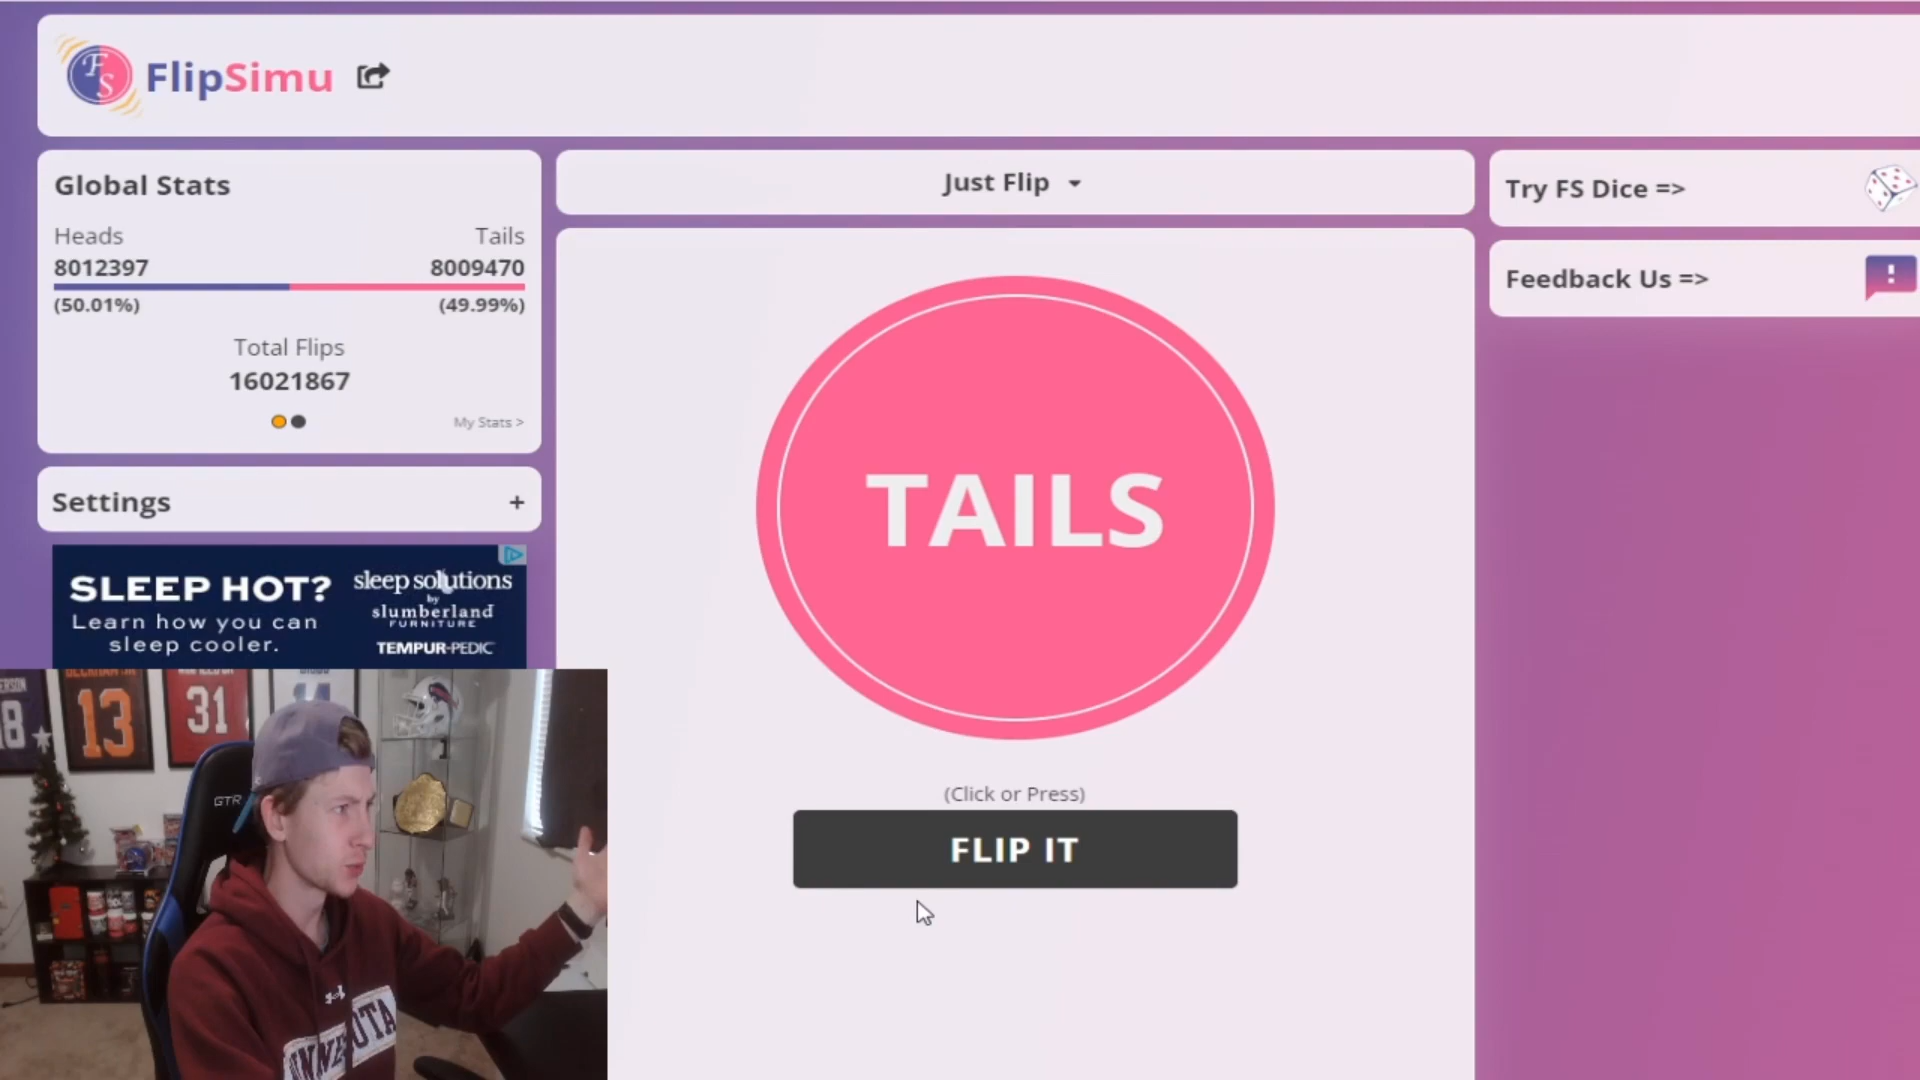 FS
FlipSimu
Global Stats
Heads Tails
8012397 8009470
(50.01%) (49.99%)
Total Flips
16021867
My Stats >
Settings +
SLEEP HOT?
Learn how you can
sleep cooler.
sleep solutions
by
slumberland
FURNITURE
TEMPUR-PEDIC
Just Flip
TAILS
(Click or Press)
FLIP IT
Try FS Dice =>
Feedback Us =>
!
13
31
GTR